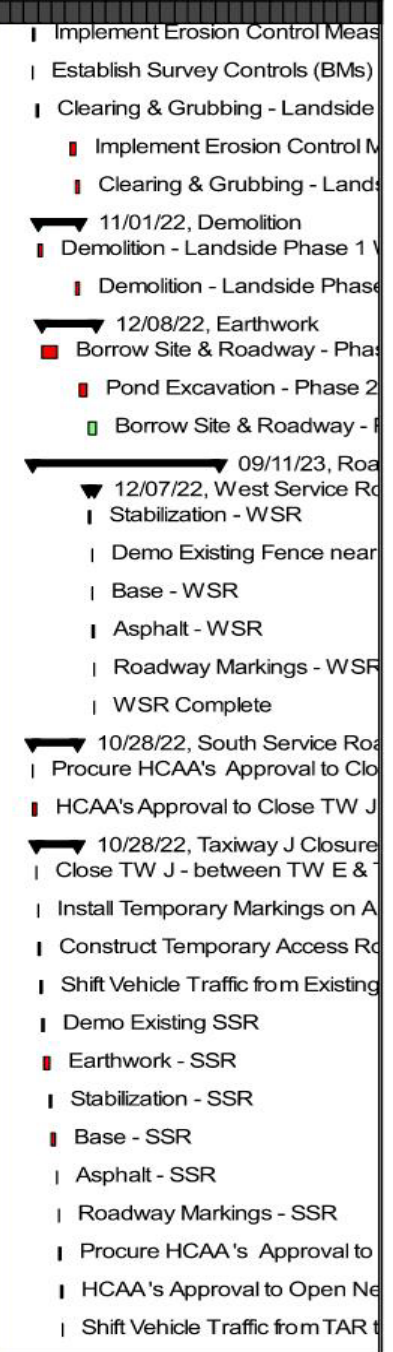 Implement Erosion Control Meas
Establish Survey Controls (BMs)
Clearing & Grubbing - Landside
Implement Erosion Control M
Clearing & Grubbing - Lands
11/01/22, Demolition
Demolition - Landside Phase 1 W
Demolition - Landside Phase
12/08/22, Earthwork
Borrow Site & Roadway - Phas
Pond Excavation - Phase 2
Borrow Site & Roadway - P
09/11/23, Roa
12/07/22, West Service Ro
Stabilization - WSR
Demo Existing Fence near
Base - WSR
Asphalt - WSR
Roadway Markings - WSR
WSR Complete
10/28/22, South Service Roa
Procure HCAA's Approval to Clo
HCAA's Approval to Close TW J
10/28/22, Taxiway J Closure
Close TW J - between TW E & T
Install Temporary Markings on A
Construct Temporary Access Ro
Shift Vehicle Traffic from Existing
Demo Existing SSR
Earthwork - SSR
Stabilization - SSR
Base - SSR
Asphalt - SSR
Roadway Markings - SSR
Procure HCAA's Approval to
HCAA's Approval to Open Ne
Shift Vehicle Traffic from TAR t